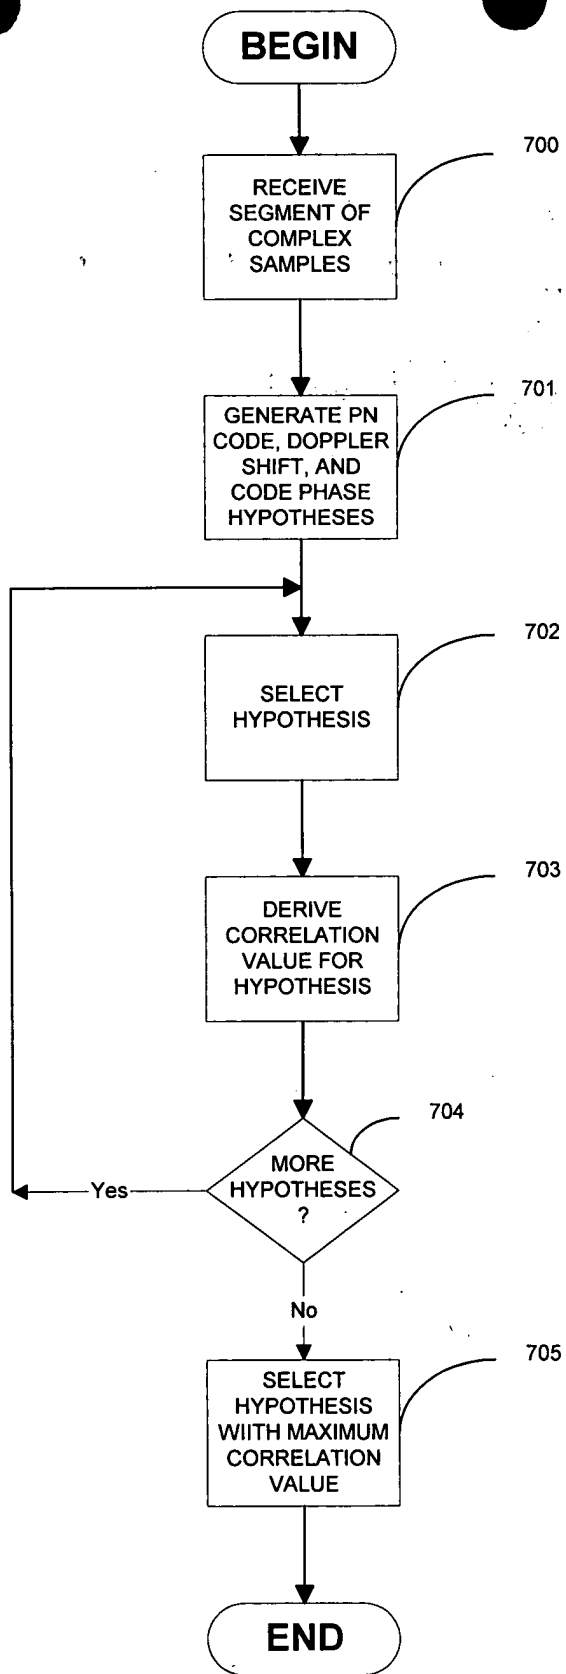 BEGIN
700
RECEIVE
SEGMENT OF
COMPLEX
SAMPLES
701
GENERATE PN
CODE, DOPPLER
SHIFT, AND
CODE PHASE
HYPOTHESES
702
SELECT
HYPOTHESIS
703
DERIVE
CORRELATION
VALUE FOR
HYPOTHESIS
704
MORE
HYPOTHESES
?
Yes
No
705
SELECT
HYPOTHESIS
WIITH MAXIMUM
CORRELATION
VALUE
END